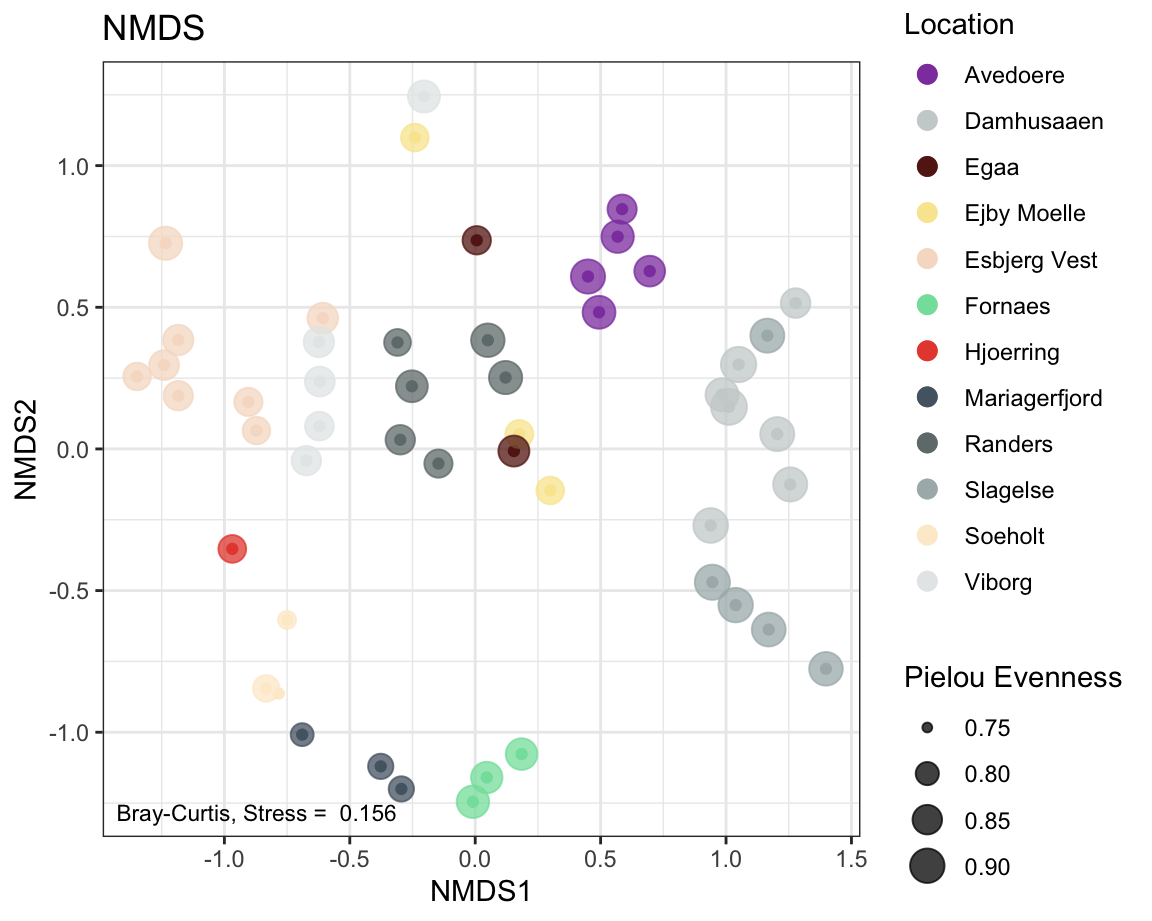 NMDS
1.0
0.5
0.0
-0.5
-1.0
NMDS2
Bray-Curtis, Stress =  0.156
-1.0 -0.5 0.0 0.5 1.0 1.5
NMDS1
Location
Avedoere
Damhusaaen
Egaa
Ejby Moelle
Esbjerg Vest
Fornaes
Hjoerring
Mariagerfjord
Randers
Slagelse
Soeholt
Viborg
Pielou Evenness
0.75
0.80
0.85
0.90